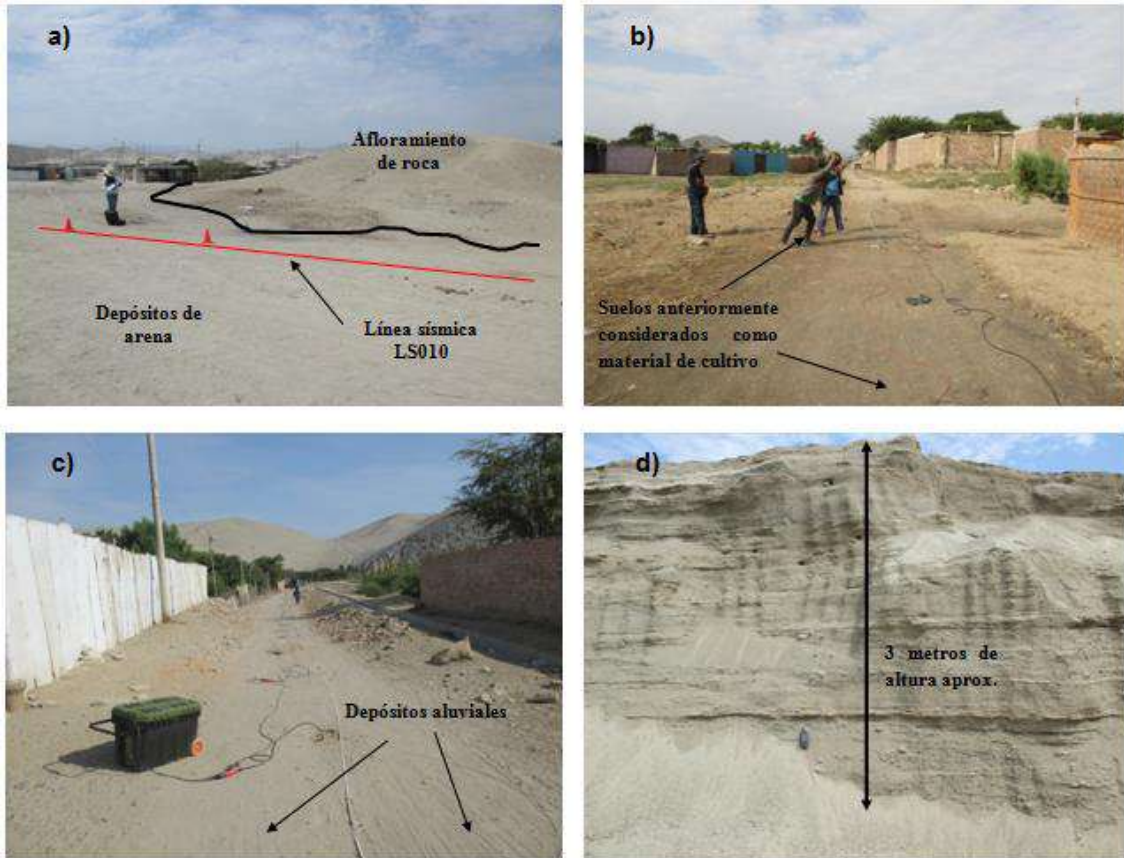 a)
Afloramiento
de roca
Depósitos de
arena
Línea sísmica
LS010
b)
Suelos anteriormente
considerados como
material de cultivo
c)
Depósitos aluviales
d)
3 metros de
altura aprox.